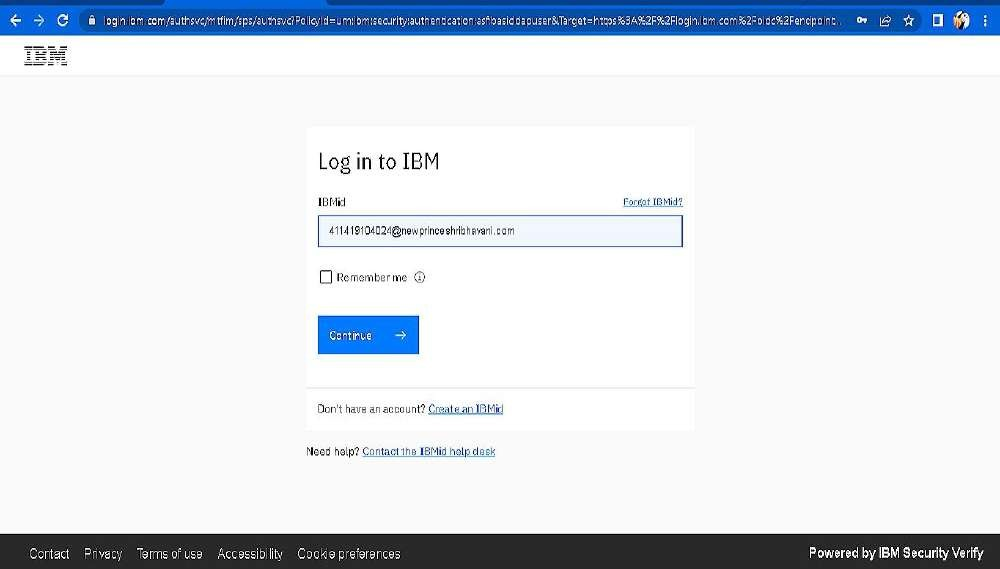 login.ibm.com/authsvc/mtfim/sps/authsvc?PolicyId=urn:ibm:security:authentication:asf:basicldapuser&Target=https%3A%2F%2Flogin.ibm.com%2Foidc%2Fendpoint...
IBM
Log in to IBM
IBMid Forgot IBMid?
411419104024@newprinceshribhavani.com
Remember me
Continue
Don't have an account? Create an IBMid
Need help? Contact the IBMid help desk
Contact Privacy Terms of use Accessibility Cookie preferences Powered by IBM Security Verify